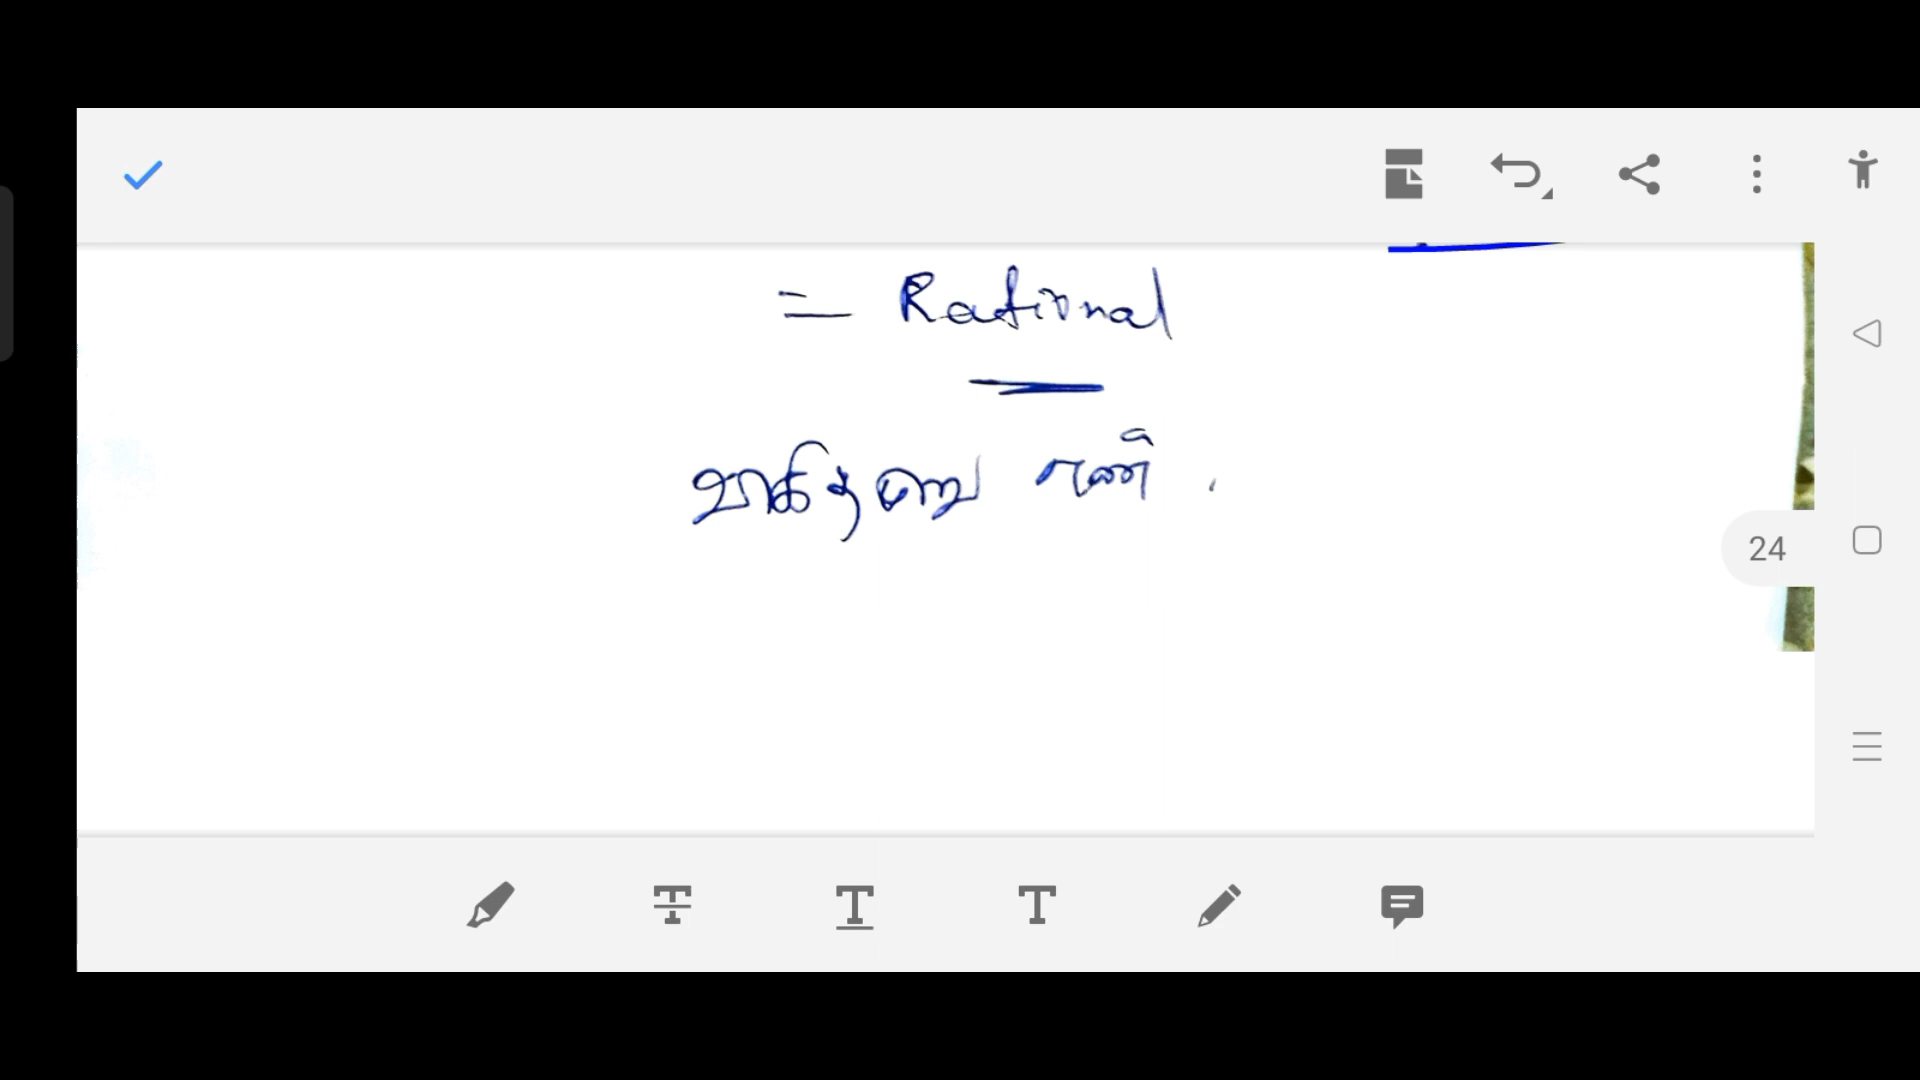 = Rational
விகிதமுறு எண் .
24